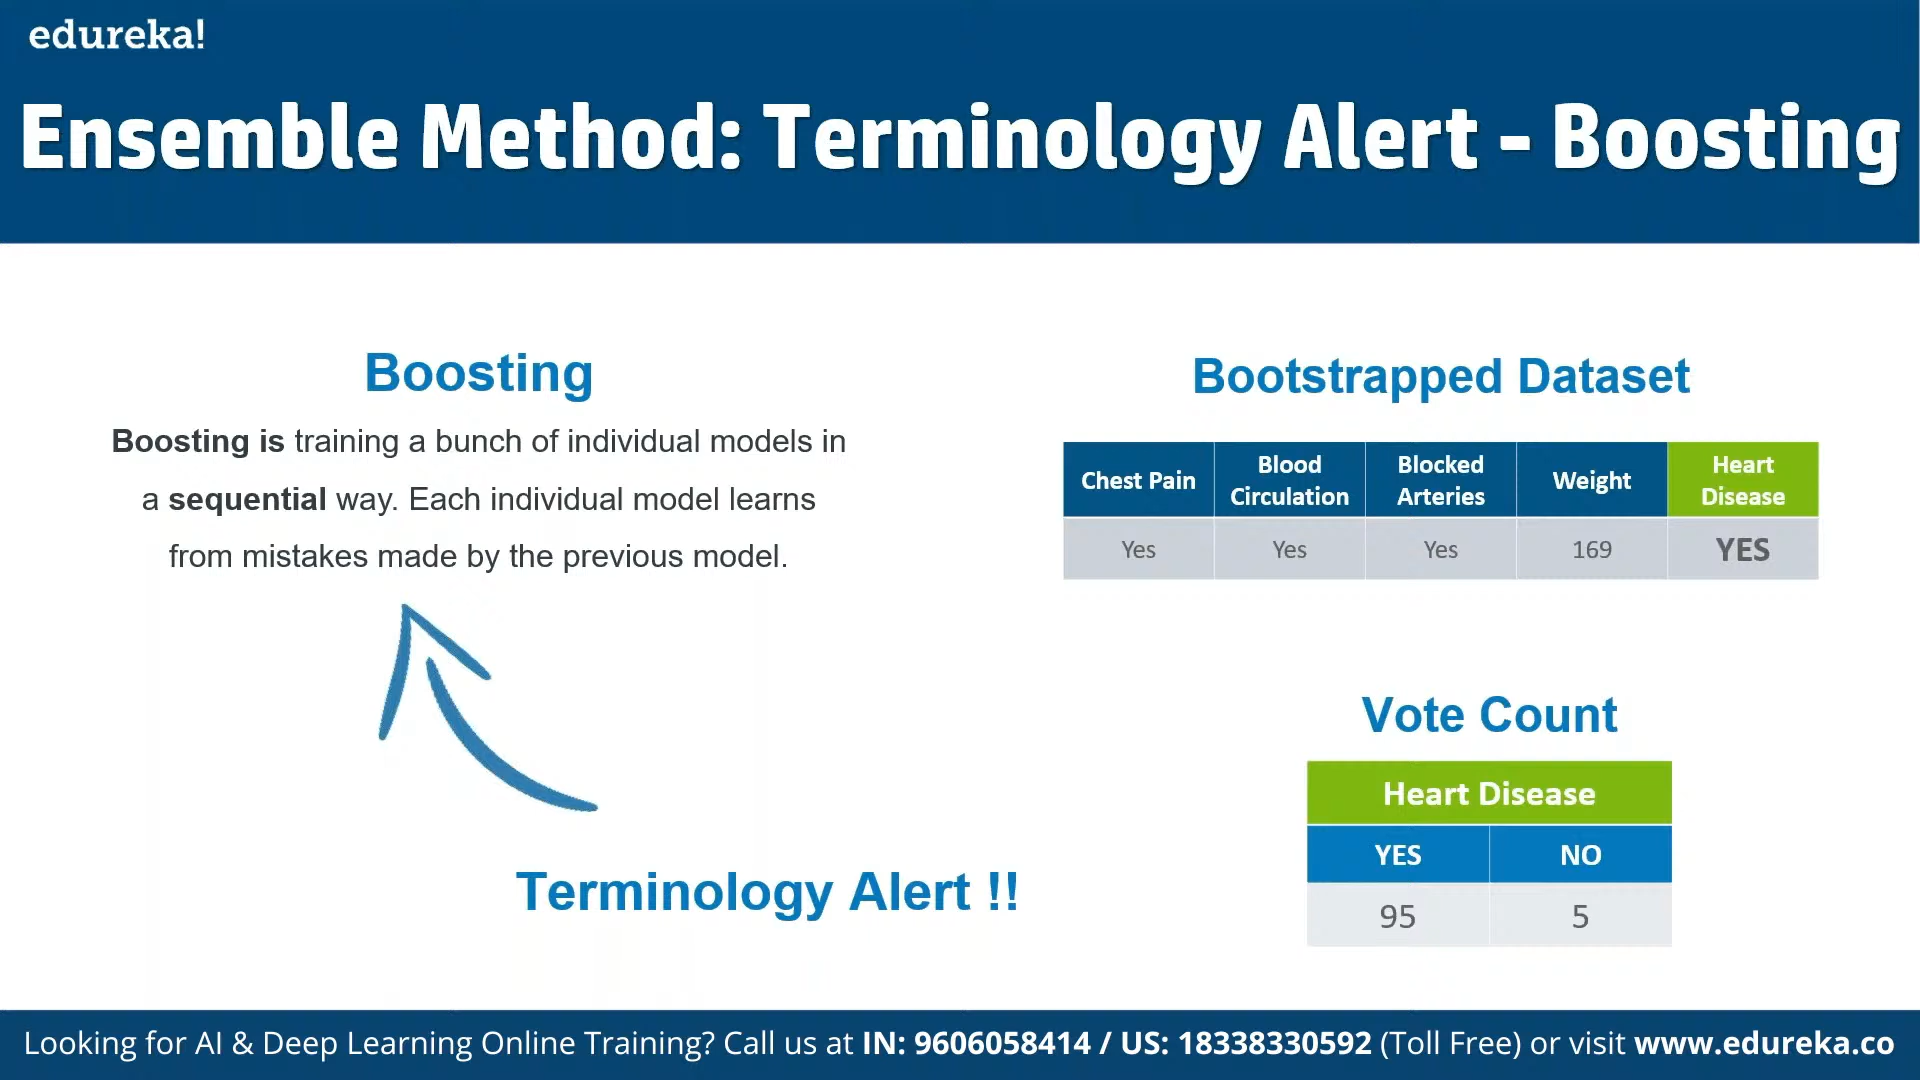 edureka!
Ensemble Method: Terminology Alert - Boosting
Boosting
Boosting is training a bunch of individual models in
a sequential way. Each individual model learns
from mistakes made by the previous model.
Terminology Alert !!
Bootstrapped Dataset
Chest Pain Blood Circulation Blocked Arteries Weight Heart Disease
Yes Yes Yes 169 YES
Vote Count
Heart Disease
YES NO
95 5
Looking for AI & Deep Learning Online Training? Call us at IN: 9606058414 / US: 18338330592 (Toll Free) or visit www.edureka.co